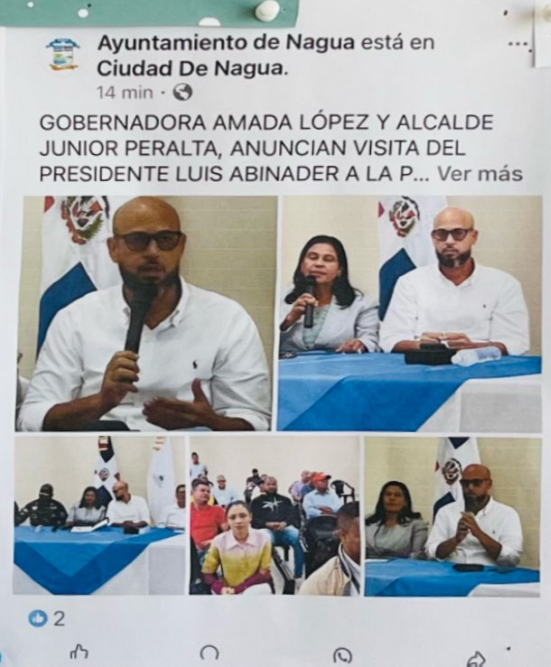 Ayuntamiento de Nagua está en
Ciudad De Nagua.
14 min ·
GOBERNADORA AMADA LÓPEZ Y ALCALDE
JUNIOR PERALTA, ANUNCIAN VISITA DEL
PRESIDENTE LUIS ABINADER A LA P... Ver más
2